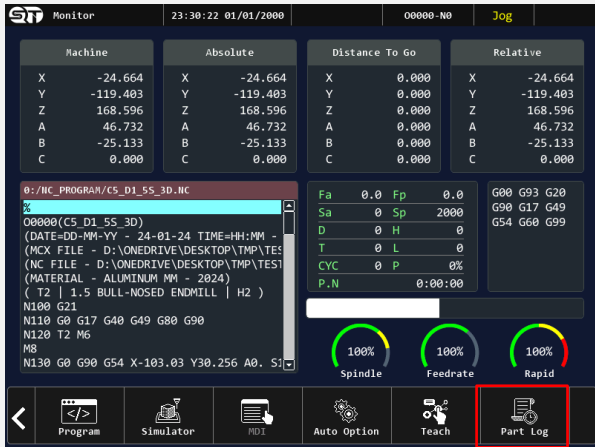 Monitor 23:30:22 01/01/2000 O0000-N0 Jog
Machine
X -24.664
Y -119.403
Z 168.596
A 46.732
B -25.133
C 0.000
Absolute
X -24.664
Y -119.403
Z 168.596
A 46.732
B -25.133
C 0.000
Distance To Go
X 0.000
Y 0.000
Z 0.000
A 0.000
B 0.000
C 0.000
Relative
X -24.664
Y -119.403
Z 168.596
A 46.732
B -25.133
C 0.000
0:/NC_PROGRAM/C5_D1_5S_3D.NC
%
O0000(C5_D1_5S_3D)
(DATE=DD-MM-YY - 24-01-24 TIME=HH:MM -
(MCX FILE - D:\ONEDRIVE\DESKTOP\TMP\TES
(NC FILE - D:\ONEDRIVE\DESKTOP\TMP\TEST
(MATERIAL - ALUMINUM MM - 2024)
( T2 | 1.5 BULL-NOSED ENDMILL | H2 )
N100 G21
N110 G0 G17 G40 G49 G80 G90
N120 T2 M6
M8
N130 G0 G90 G54 X-103.03 Y30.256 A0.
Fa 0.0 Fp 0.0
Sa 0 Sp 2000
D 0 H 0
T 0 L 0
CYC 0 P 0%
P.N 0:00:00
G00 G93 G20
G90 G17 G49
G54 G60 G99
100%
Spindle
100%
Feedrate
100%
Rapid
Program
Simulator
MDI
Auto Option
Teach
Part Log